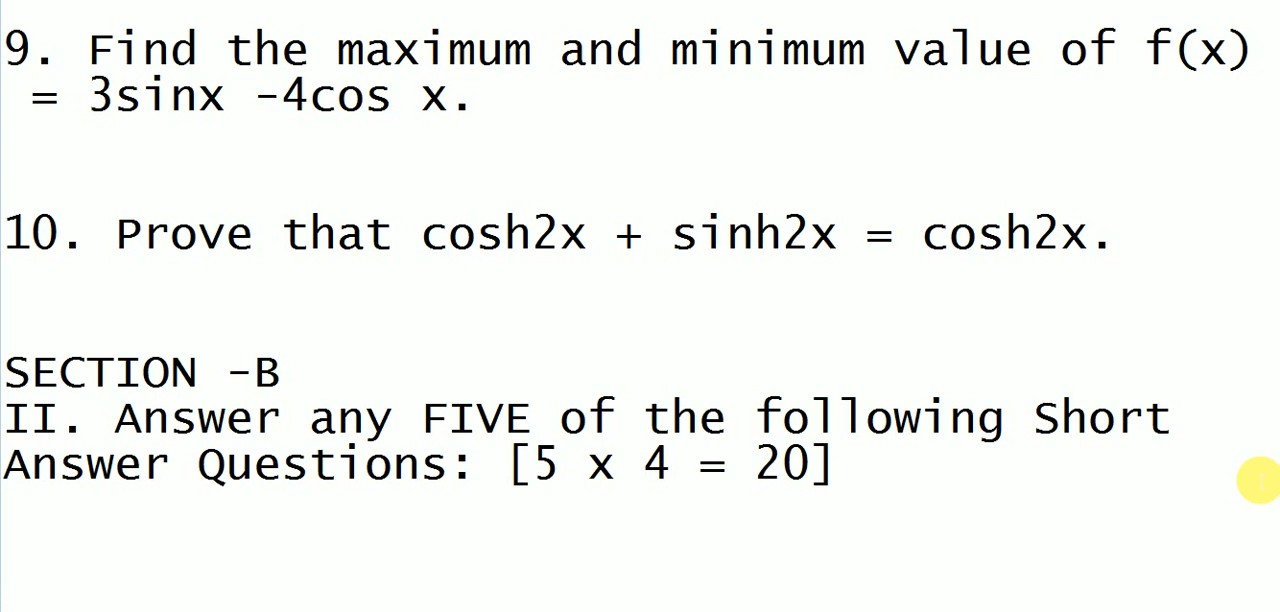 9. Find the maximum and minimum value of f(x)
= 3sinx -4cos x.
10. Prove that cosh2x + sinh2x = cosh2x.
SECTION -B
II. Answer any FIVE of the following Short
Answer Questions: [5 x 4 = 20]